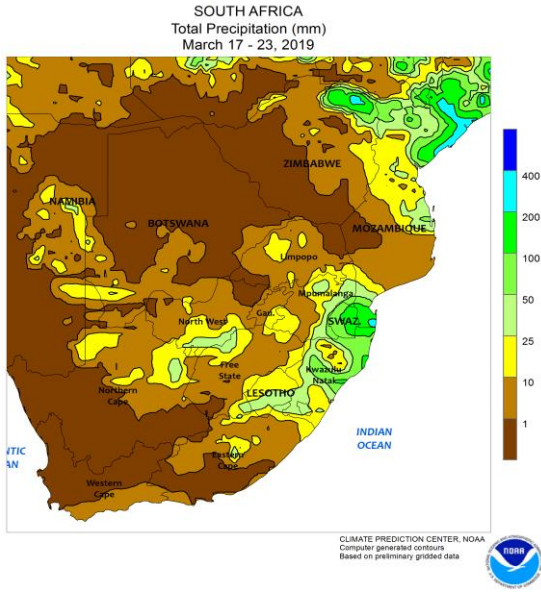 SOUTH AFRICA
Total Precipitation (mm)
March 17 - 23, 2019
ZIMBABWE
NAMIBIA
BOTSWANA
MOZAMBIQUE
Limpopo
Mpumalanga
Gau.
SWAZ.
North West
Free
State
Kwazulu
Natal
Northern
Cape
LESOTHO
Eastern
Cape
Western
Cape
NTIC
AN
INDIAN
OCEAN
400
200
100
50
25
10
1
CLIMATE PREDICTION CENTER, NOAA
Computer generated contours
Based on preliminary gridded data
NOAA